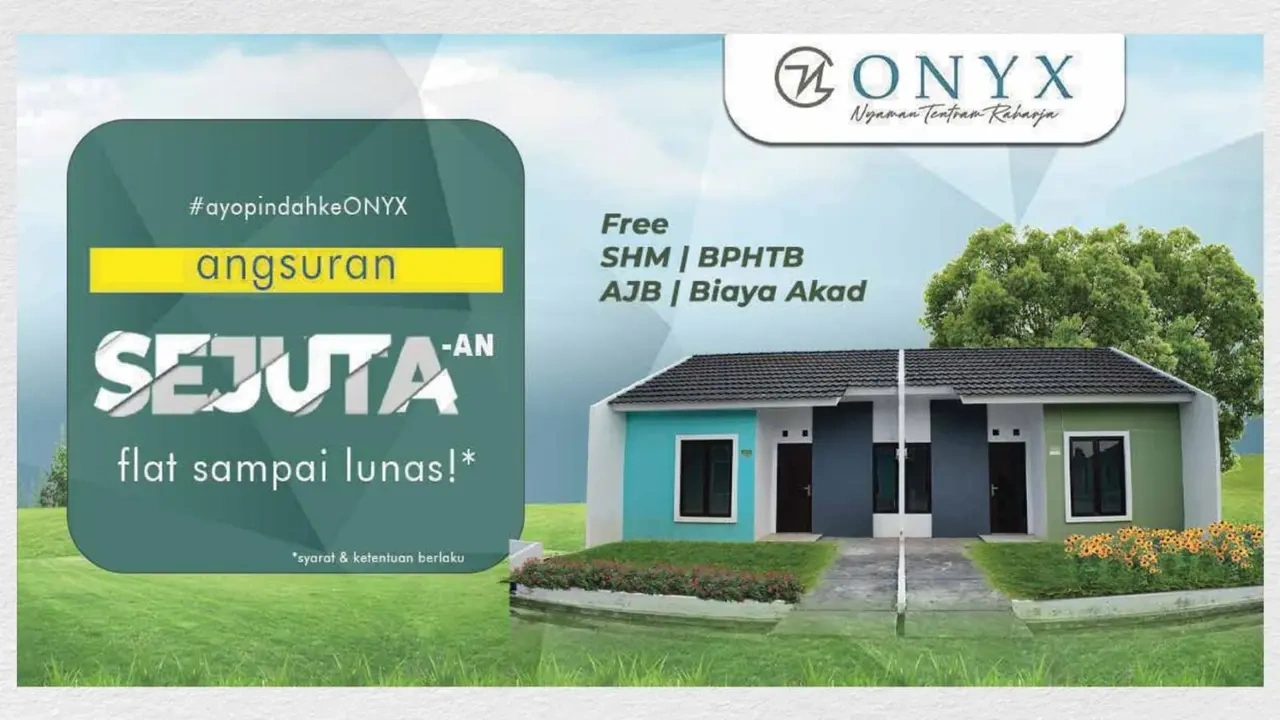 ONYX
Nyaman Tentram Raharja
#ayopindahkeONYX
angsuran
SEJUTA-AN
flat sampai lunas!*
*syarat & ketentuan berlaku
Free
SHM | BPHTB
AJB | Biaya Akad